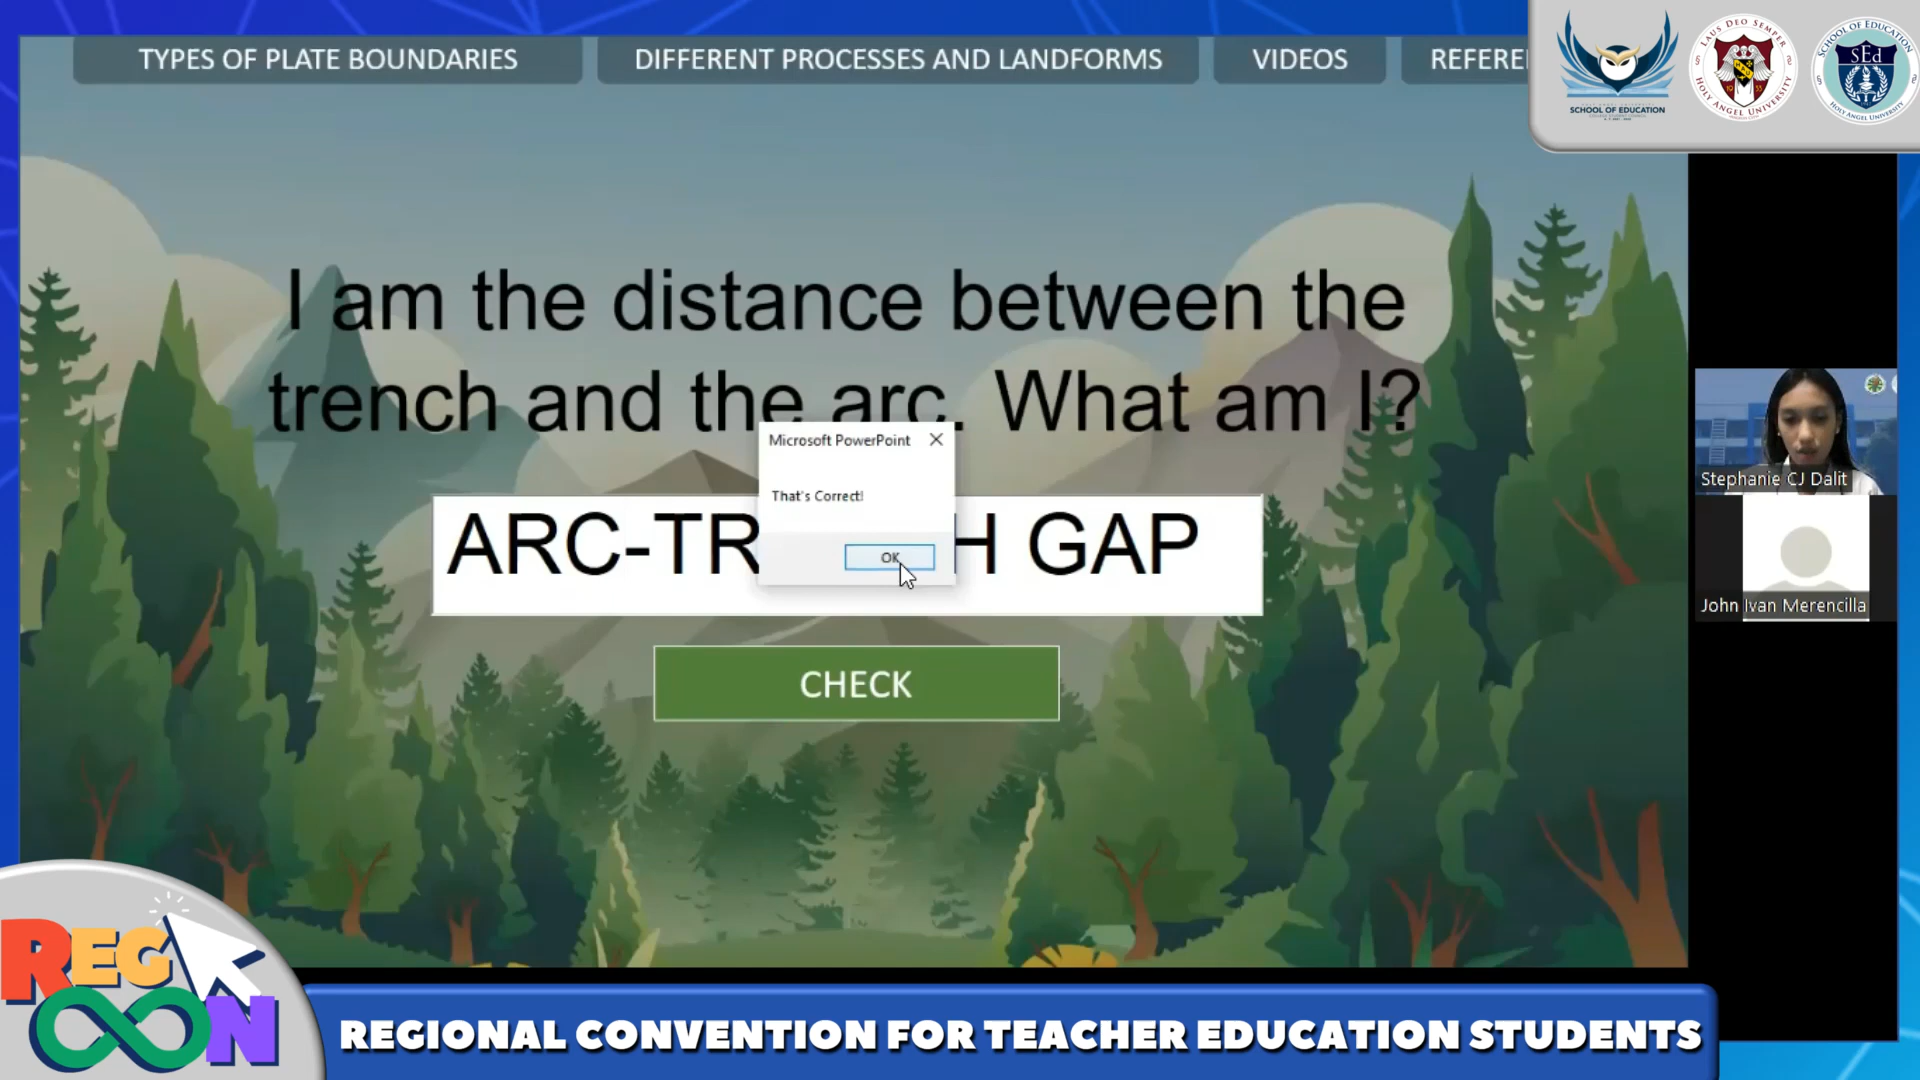 TYPES OF PLATE BOUNDARIES
DIFFERENT PROCESSES AND LANDFORMS
VIDEOS
REFERE
SCHOOL OF EDUCATION
LAUS DEO SEMPER
HOLY ANGEL UNIVERSITY
1933
SCHOOL OF EDUCATION
SEd
HOLY ANGEL UNIVERSITY
I am the distance between the
trench and the arc. What am I?
Microsoft PowerPoint
That's Correct!
OK
ARC-TR H GAP
CHECK
Stephanie CJ Dalit
John Ivan Merencilla
REG
N
REGIONAL CONVENTION FOR TEACHER EDUCATION STUDENTS